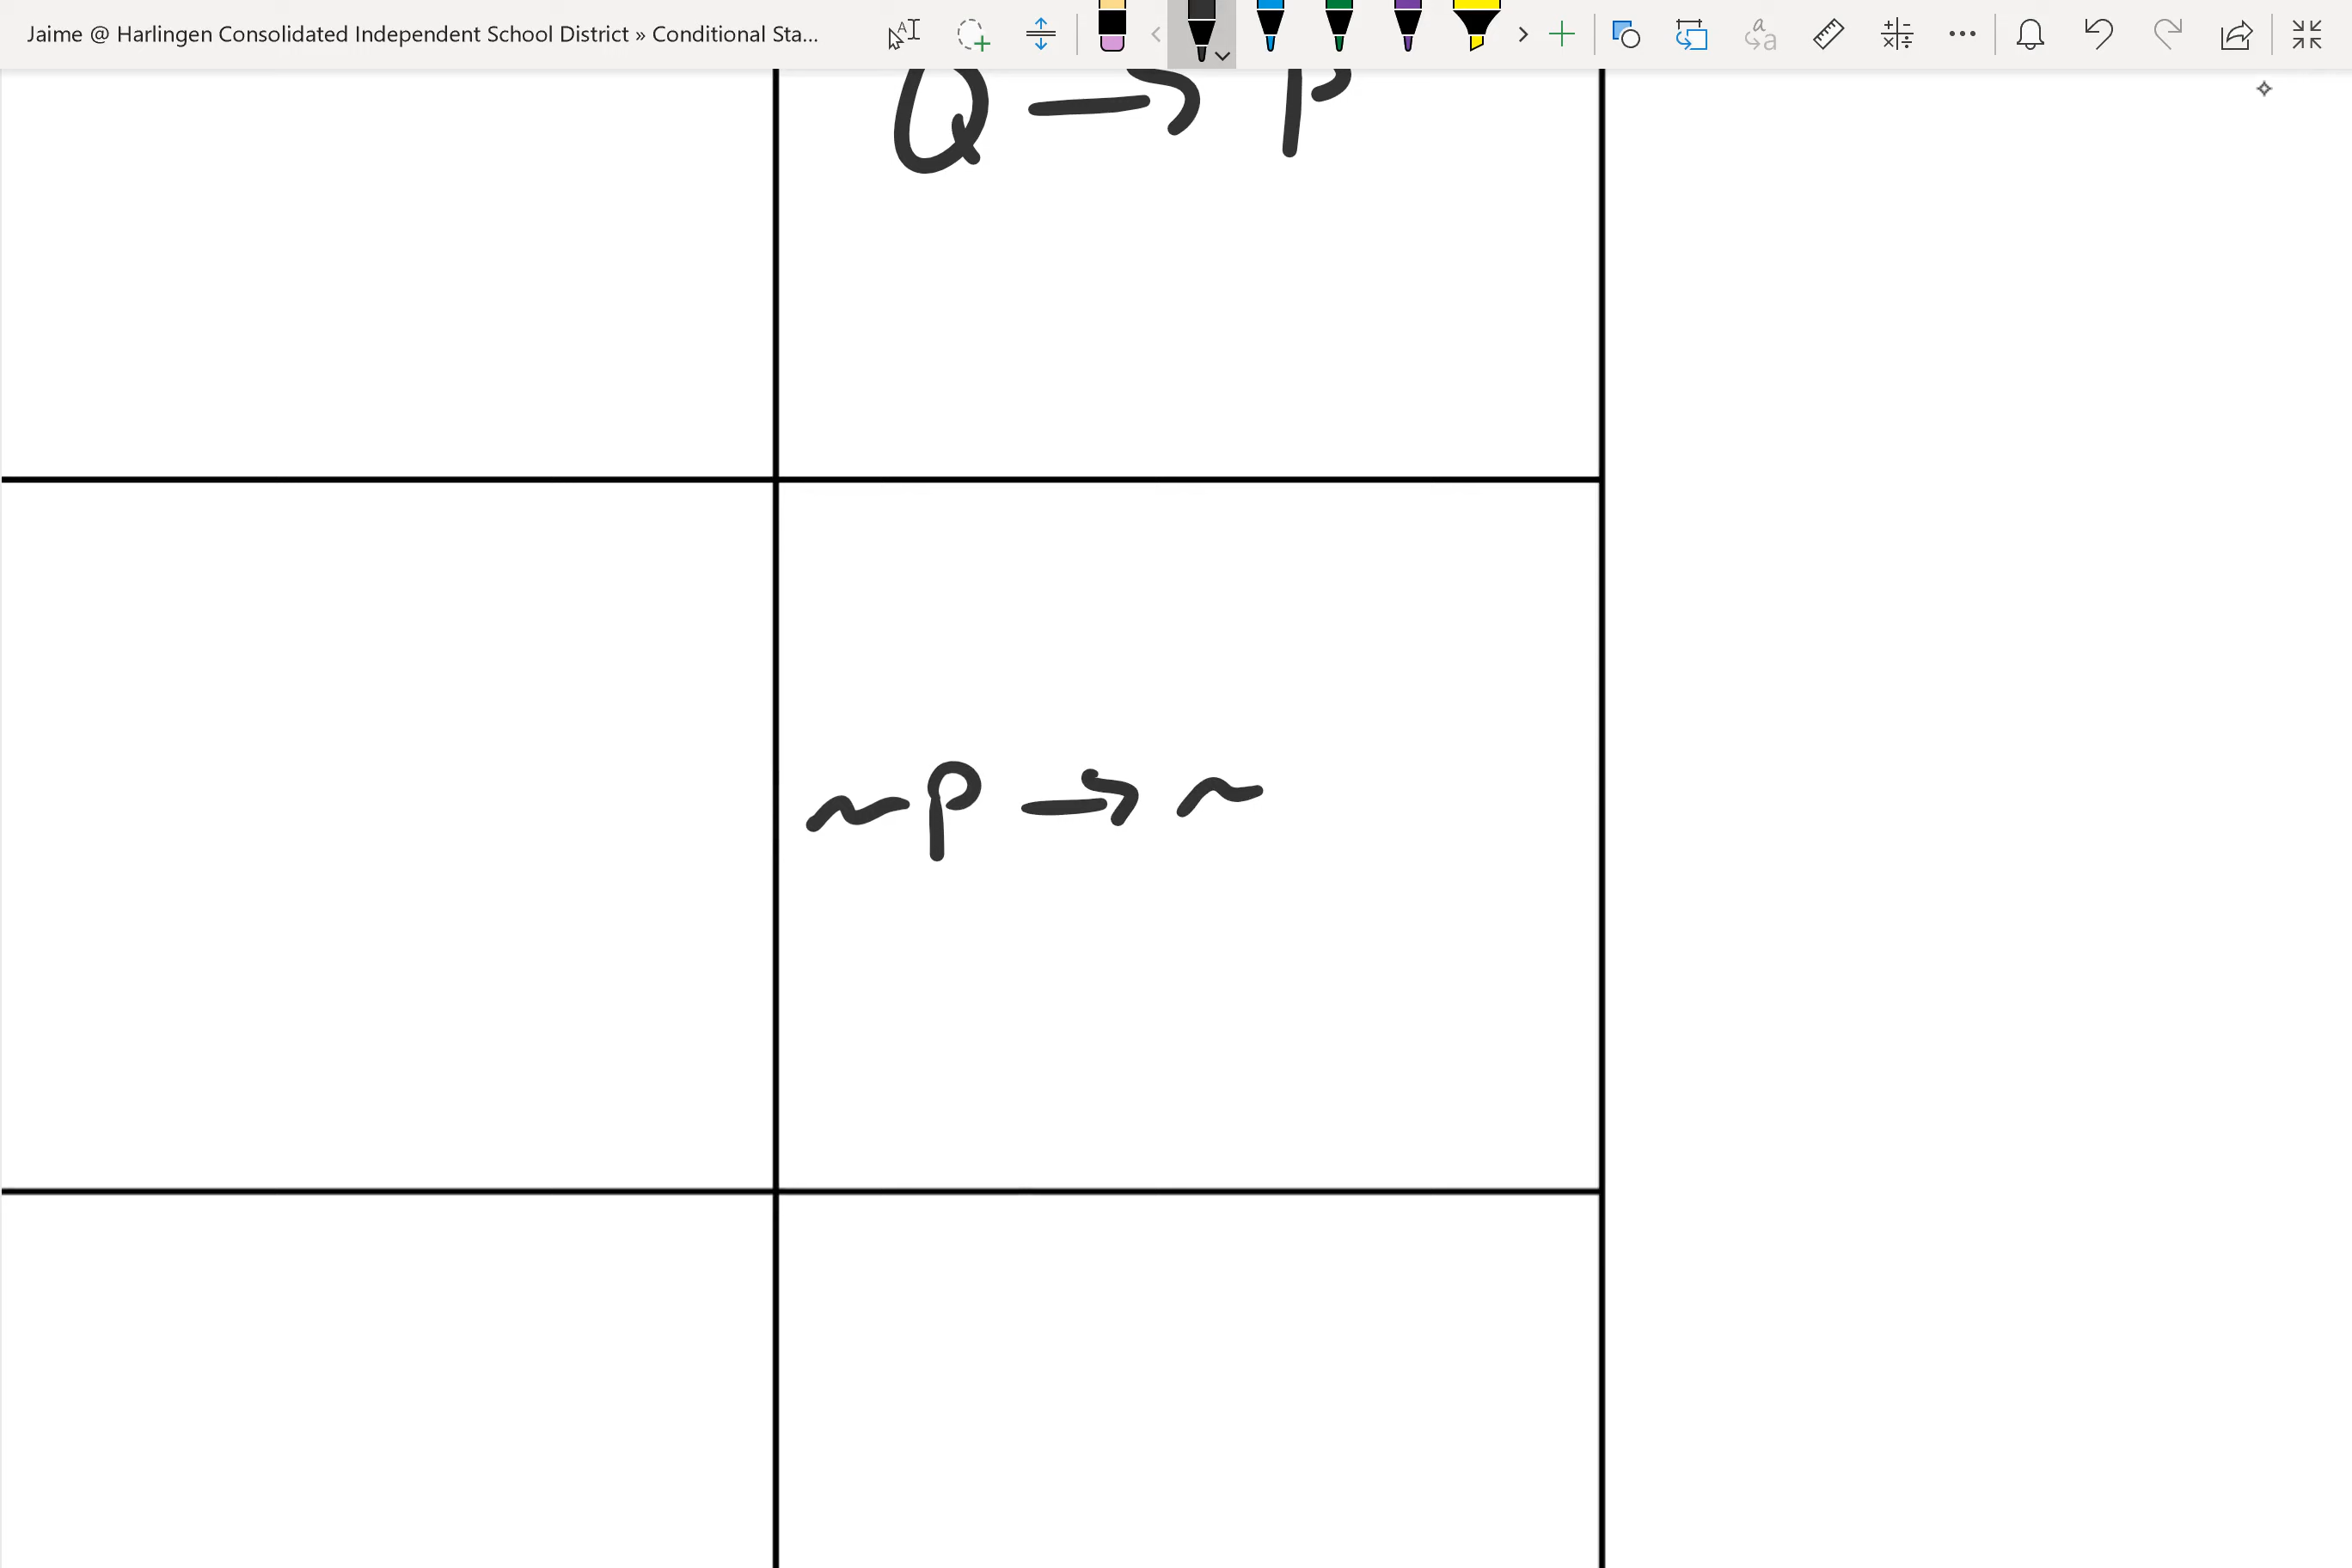 Jaime @ Harlingen Consolidated Independent School District » Conditional Sta...
Q → P
~P → ~